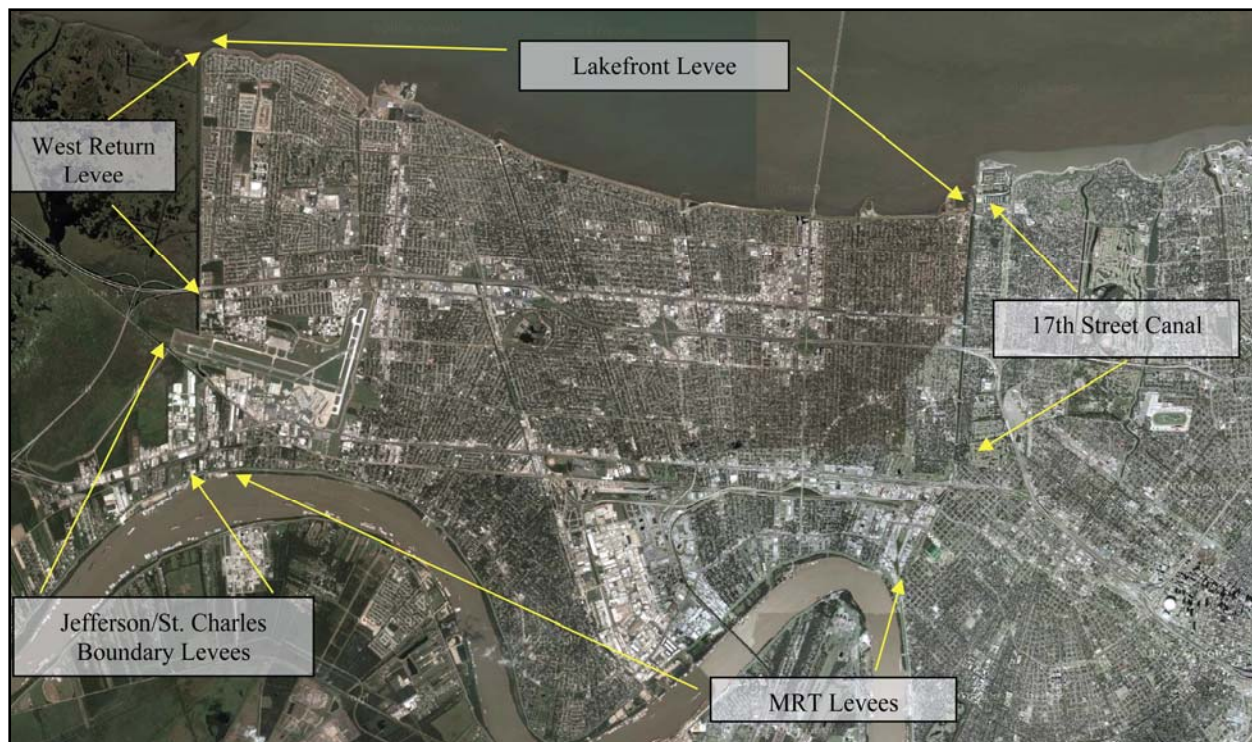 Lakefront Levee
West Return
Levee
17th Street Canal
Jefferson/St. Charles
Boundary Levees
MRT Levees